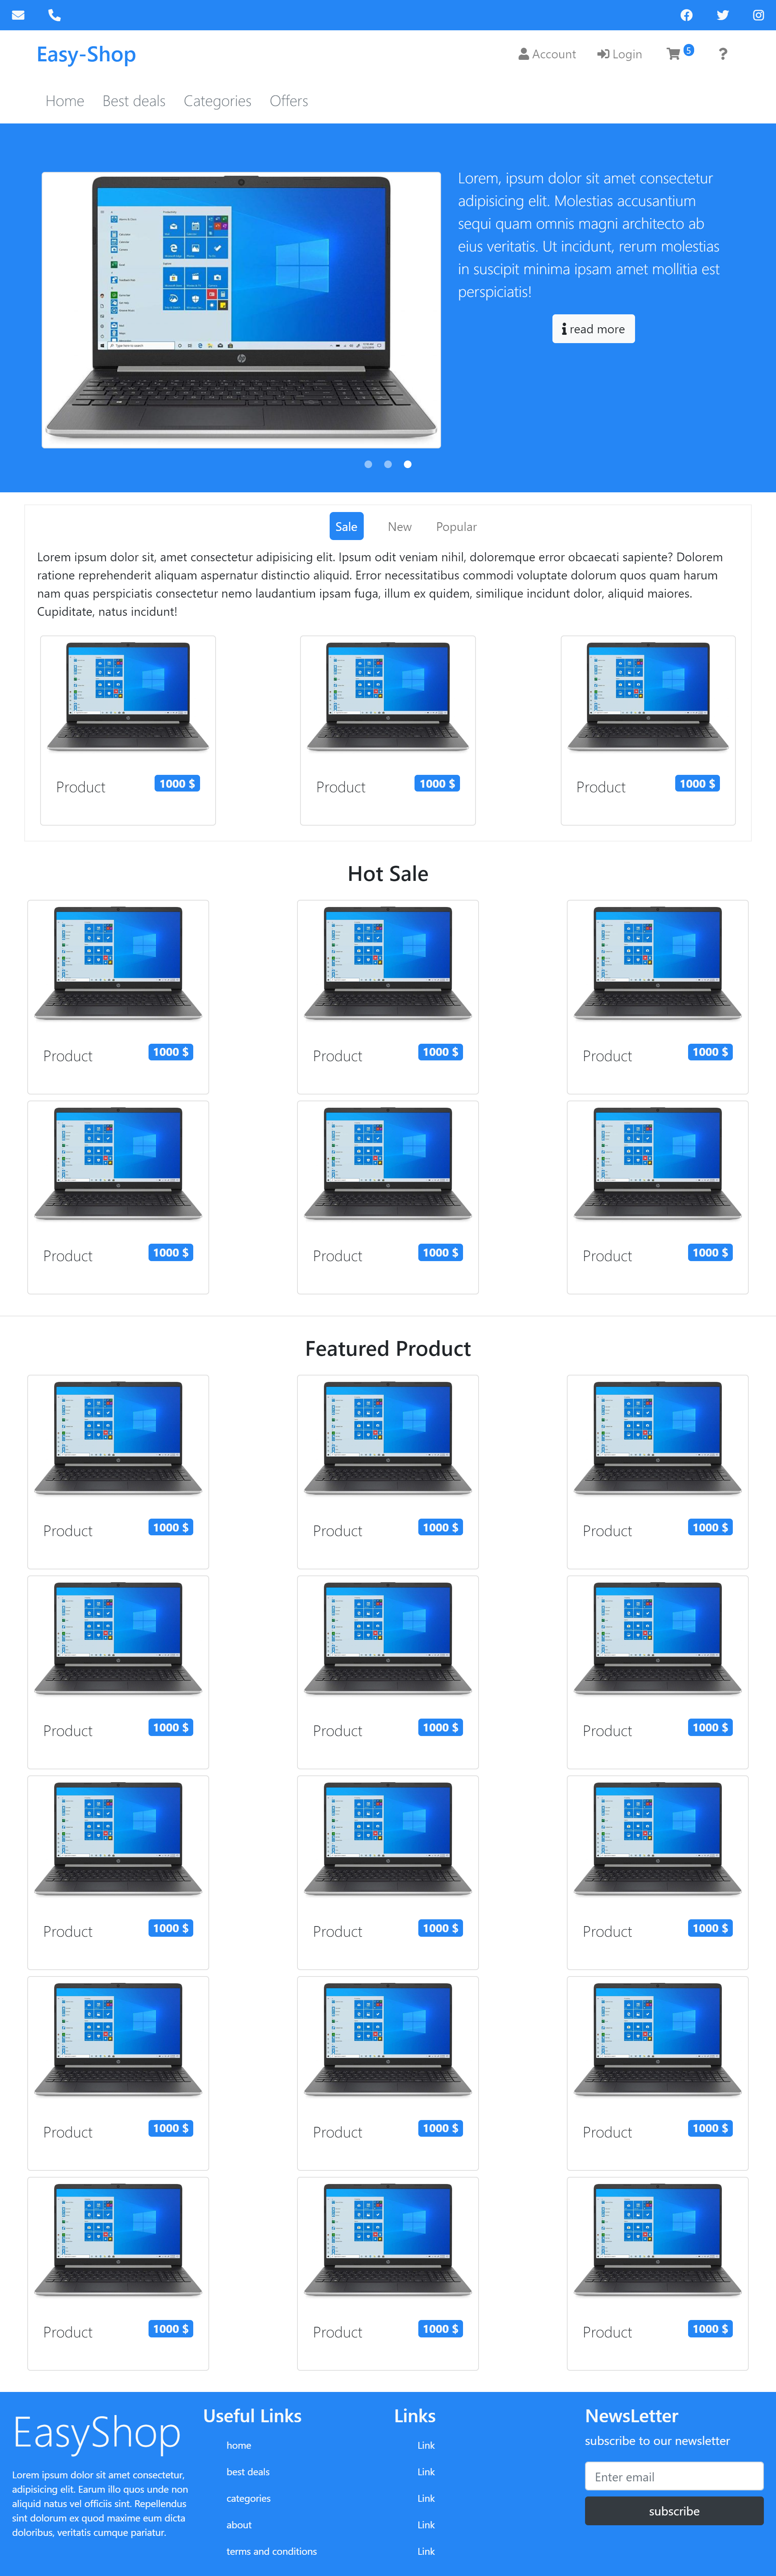 Easy-Shop
Account Login 5
Home Best deals Categories Offers
Lorem, ipsum dolor sit amet consectetur
adipisicing elit. Molestias accusantium
sequi quam omnis magni architecto ab
eius veritatis. Ut incidunt, rerum molestias
in suscipit minima ipsam amet mollitia est
perspiciatis!
read more
Sale New Popular
Lorem ipsum dolor sit, amet consectetur adipisicing elit. Ipsum odit veniam nihil, doloremque error obcaecati sapiente? Dolorem
ratione reprehenderit aliquam aspernatur distinctio aliquid. Error necessitatibus commodi voluptate dolorum quos quam harum
nam quas perspiciatis consectetur nemo laudantium ipsam fuga, illum ex quidem, similique incidunt dolor, aliquid maiores.
Cupiditate, natus incidunt!
Product 1000 $ Product 1000 $ Product 1000 $
Hot Sale
Product 1000 $ Product 1000 $ Product 1000 $
Product 1000 $ Product 1000 $ Product 1000 $
Featured Product
Product 1000 $ Product 1000 $ Product 1000 $
Product 1000 $ Product 1000 $ Product 1000 $
Product 1000 $ Product 1000 $ Product 1000 $
Product 1000 $ Product 1000 $ Product 1000 $
Product 1000 $ Product 1000 $ Product 1000 $
EasyShop
Lorem ipsum dolor sit amet consectetur,
adipisicing elit. Earum illo quos unde non
aliquid natus vel officiis sint. Repellendus
sint dolorum ex quod maxime eum dicta
doloribus, veritatis cumque pariatur.
Useful Links
home
best deals
categories
about
terms and conditions
Links
Link
Link
Link
Link
Link
NewsLetter
subscribe to our newsletter
Enter email
subscribe